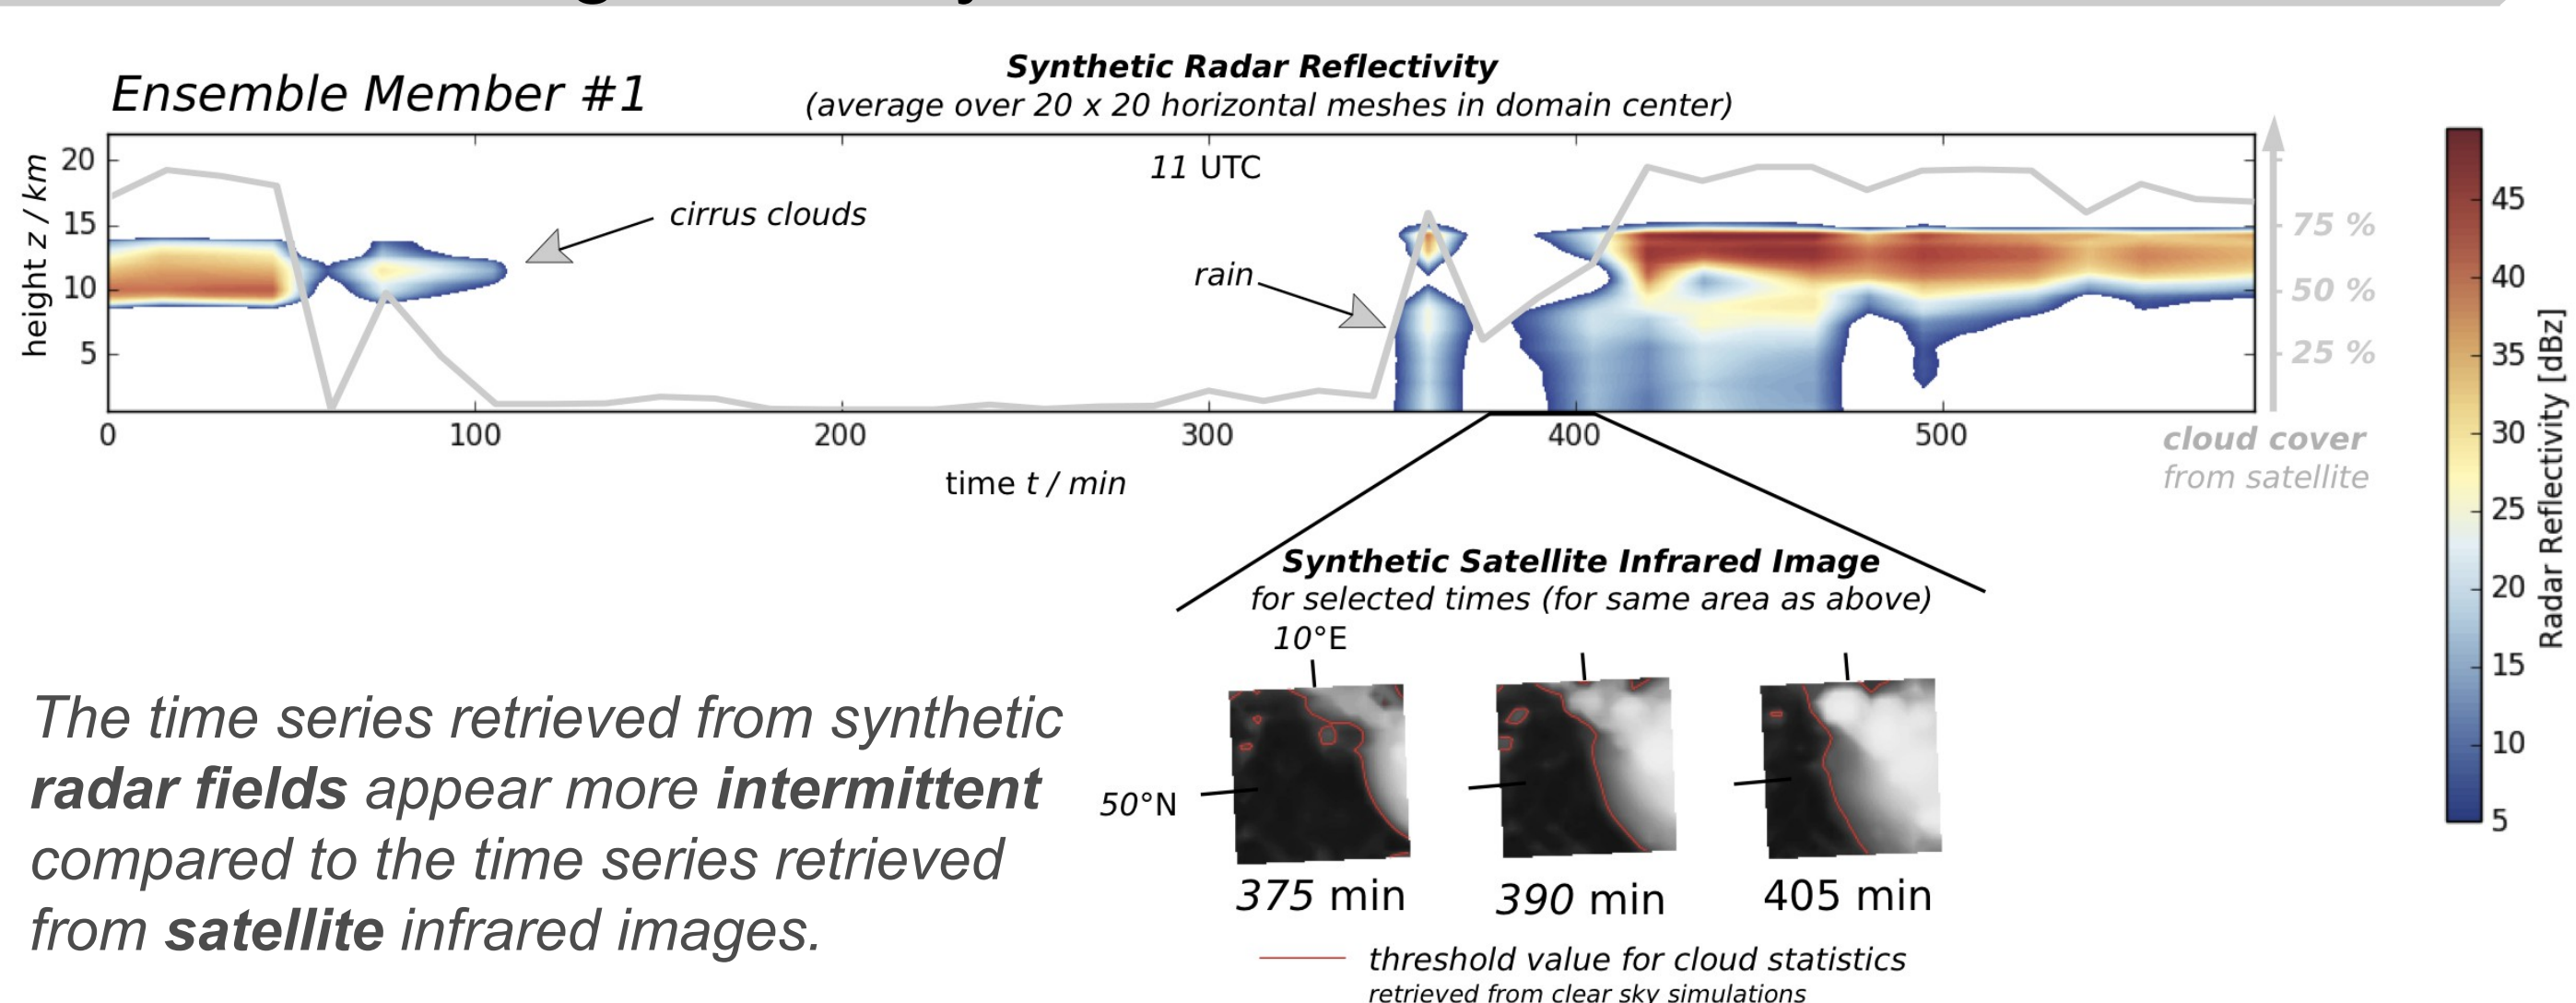 Ensemble Member #1
Synthetic Radar Reflectivity
(average over 20 x 20 horizontal meshes in domain center)
height z / km
20
15
10
5
11 UTC
cirrus clouds
rain
75 %
50 %
25 %
0
100
200
300
400
500
time t / min
cloud cover
from satellite
45
40
35
30
25
20
15
10
5
Radar Reflectivity [dBz]
Synthetic Satellite Infrared Image
for selected times (for same area as above)
10°E
50°N
375 min
390 min
405 min
threshold value for cloud statistics
retrieved from clear sky simulations
The time series retrieved from synthetic
radar fields appear more intermittent
compared to the time series retrieved
from satellite infrared images.